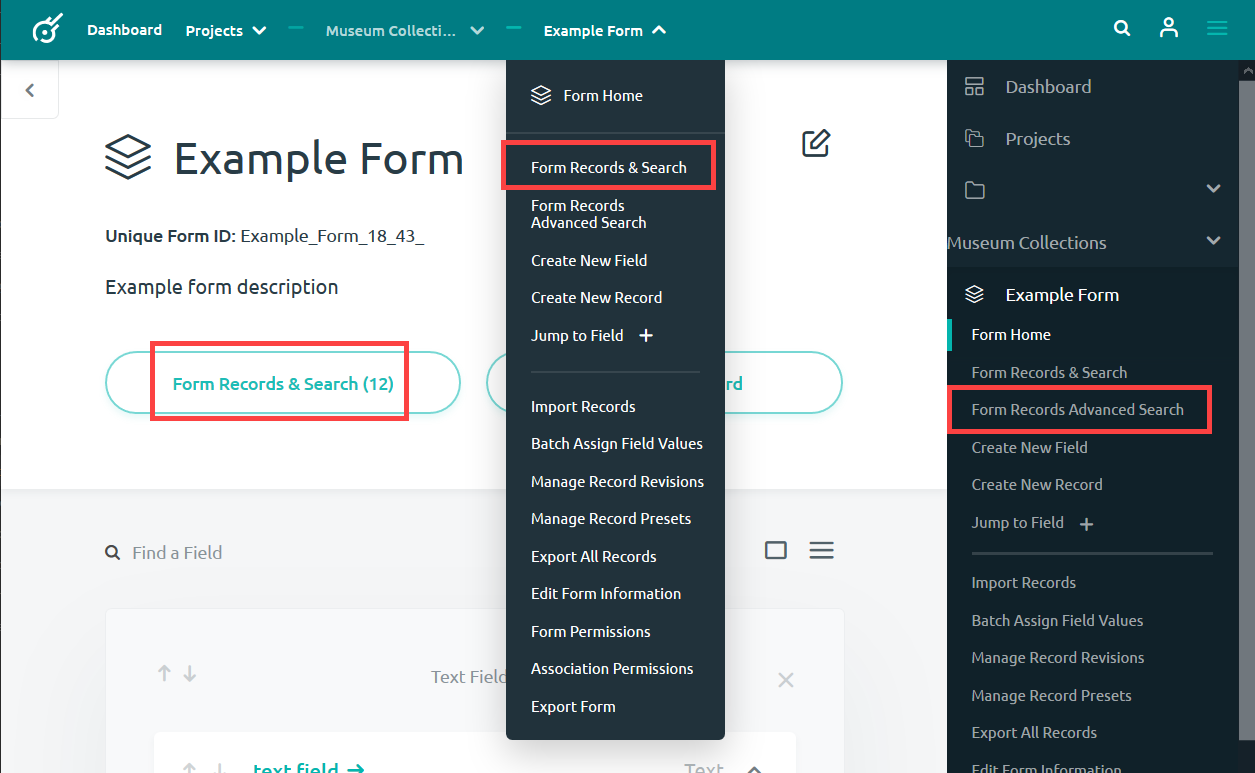 Dashboard
Projects
Museum Collecti...
Example Form
Form Home
Form Records & Search
Form Records
Advanced Search
Create New Field
Create New Record
Jump to Field +
Import Records
Batch Assign Field Values
Manage Record Revisions
Manage Record Presets
Export All Records
Edit Form Information
Form Permissions
Association Permissions
Export Form
Example Form
Unique Form ID: Example_Form_18_43_
Example form description
Form Records & Search (12)
rd
Find a Field
Text Field
text field →
Text
Dashboard
Projects
Museum Collections
Example Form
Form Home
Form Records & Search
Form Records Advanced Search
Create New Field
Create New Record
Jump to Field +
Import Records
Batch Assign Field Values
Manage Record Revisions
Manage Record Presets
Export All Records
Edit Form Information